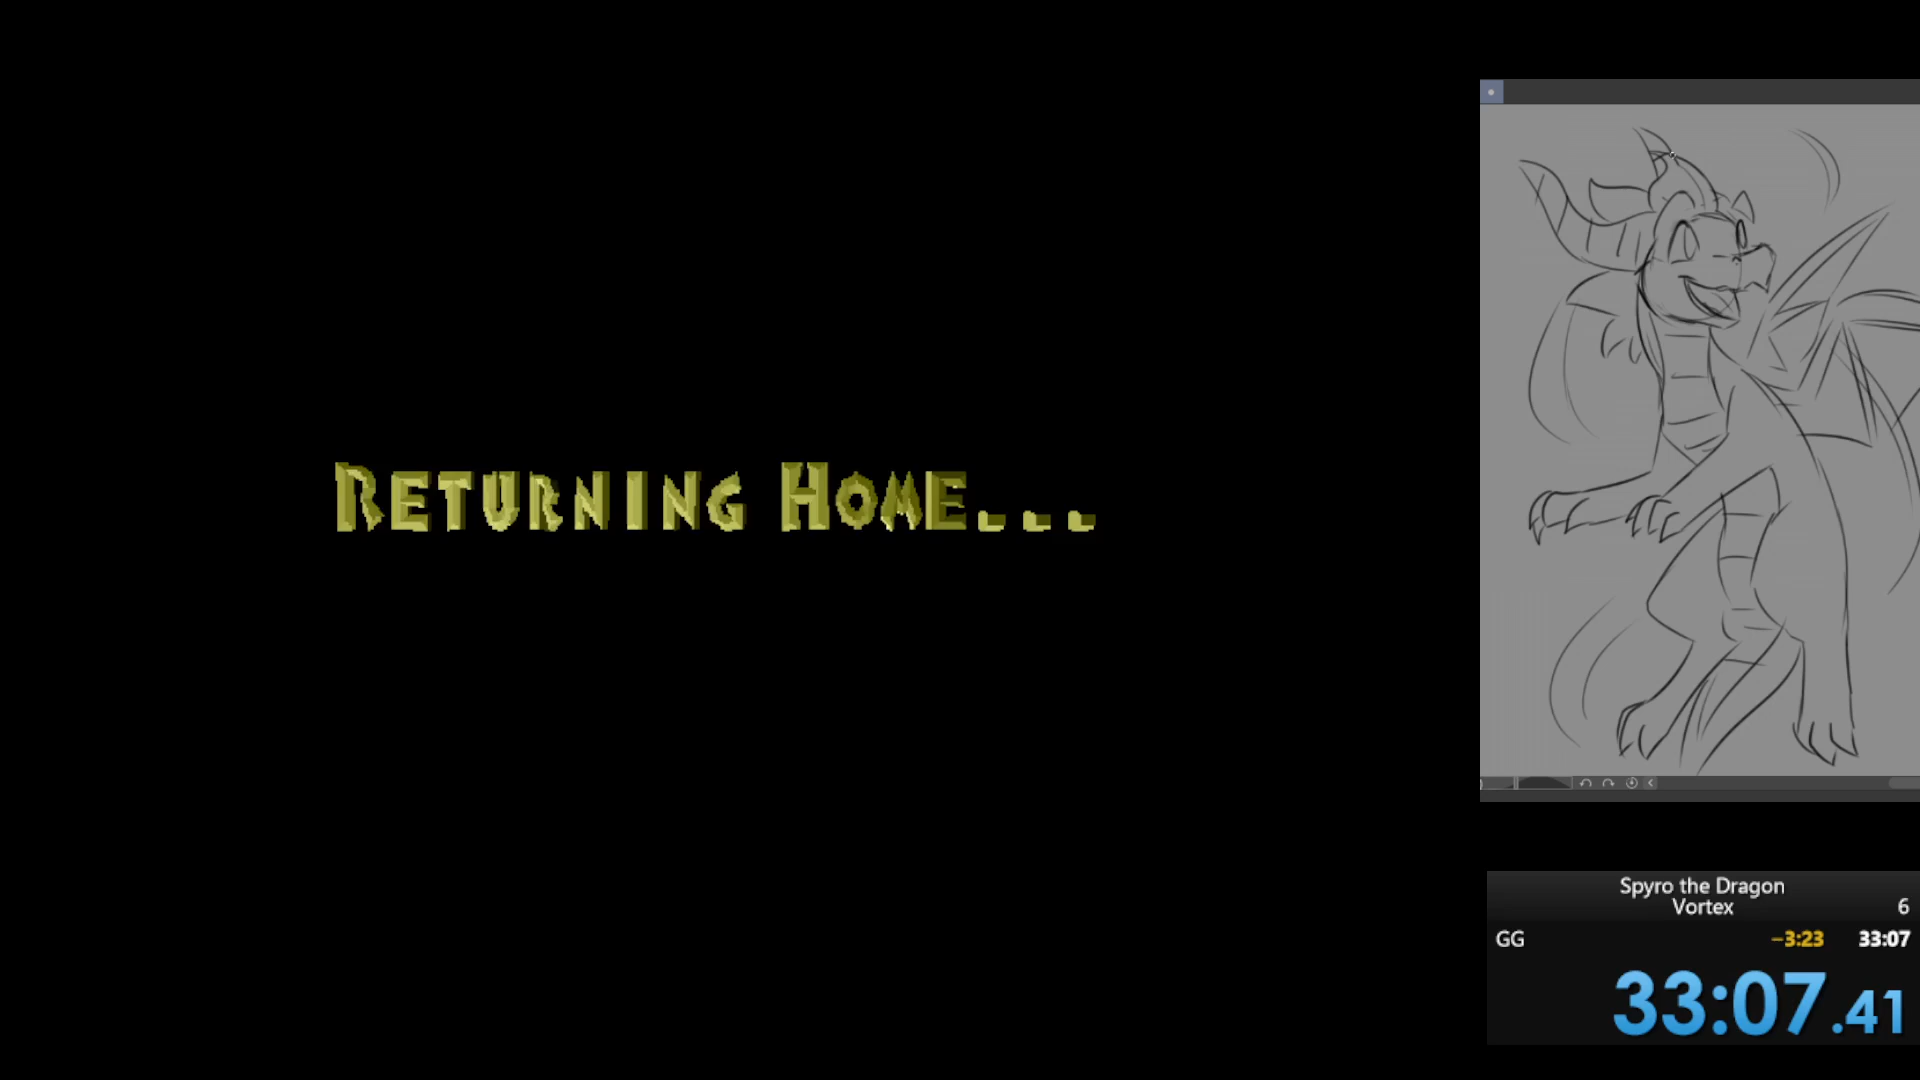 Returning Home...
Spyro the Dragon
Vortex 6
GG −3:23 33:07
33:07.41